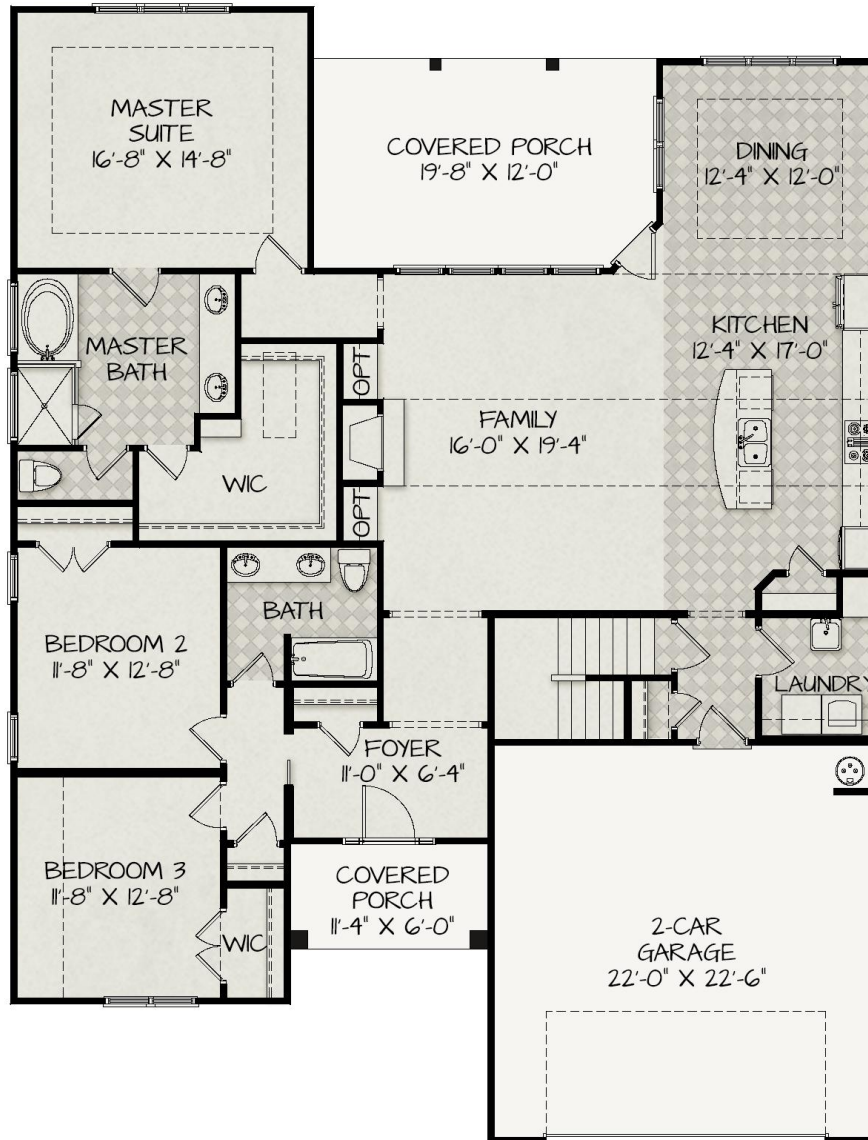 MASTER
SUITE
16'-8" X 14'-8"
COVERED PORCH
19'-8" X 12'-0"
DINING
12'-4" X 12'-0"
MASTER
BATH
OPT
KITCHEN
12'-4" X 17'-0"
FAMILY
16'-0" X 19'-4"
WIC
OPT
BATH
BEDROOM 2
11'-8" X 12'-8"
LAUNDRY
FOYER
11'-0" X 6'-4"
BEDROOM 3
11'-8" X 12'-8"
COVERED
PORCH
11'-4" X 6'-0"
WIC
2-CAR
GARAGE
22'-0" X 22'-6"